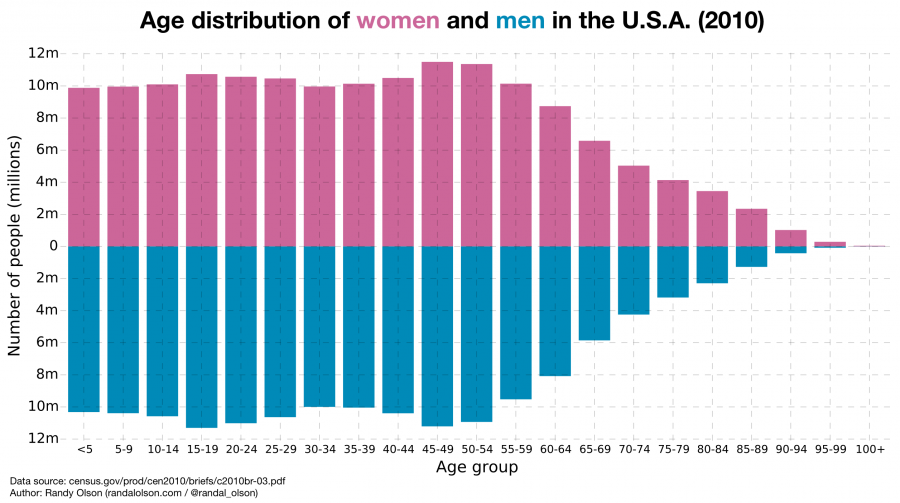 Age distribution of women and men in the U.S.A. (2010)
12m
10m
8m
6m
4m
2m
0
2m
4m
6m
8m
10m
12m
Number of people (millions)
<5 5-9 10-14 15-19 20-24 25-29 30-34 35-39 40-44 45-49 50-54 55-59 60-64 65-69 70-74 75-79 80-84 85-89 90-94 95-99 100+
Age group
Data source: census.gov/prod/cen2010/briefs/c2010br-03.pdf
Author: Randy Olson (randalolson.com / @randal_olson)